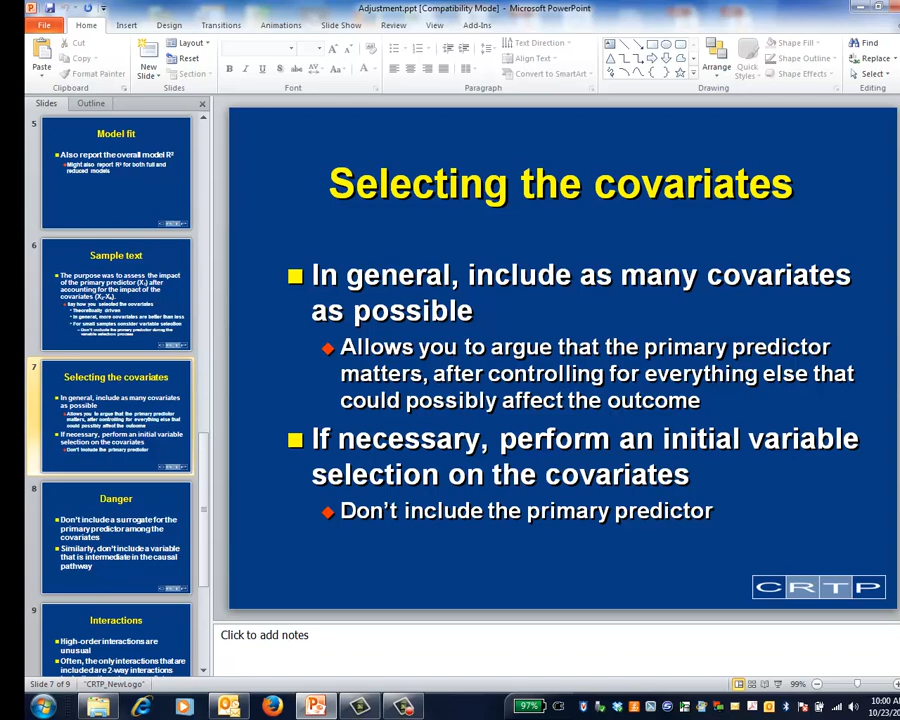 Adjustment.ppt [Compatibility Mode] - Microsoft PowerPoint
File Home Insert Design Transitions Animations Slide Show Review View Add-Ins
Paste
Cut
Copy
Format Painter
Clipboard
New
Slide
Layout
Reset
Section
Slides
B I U S abc AV Aa A
Font
Paragraph
Text Direction
Align Text
Convert to SmartArt
Arrange
Quick
Styles
Shape Fill
Shape Outline
Shape Effects
Drawing
Find
Replace
Select
Editing
Slides Outline
5
Model fit
Also report the overall model R²
Might also report R² for both full and
reduced models
6
Sample text
The purpose was to assess the impact
of the primary predictor (X₁) after
accounting for the impact of the
Say how you selected the covariates
Theoretically driven
In general, more covariates are better than less
For small samples consider variable selection
Don't include the primary predictor during the
variable selection process
7
Selecting the covariates
In general, include as many covariates
as possible
Allows you to argue that the primary predictor
matters, after controlling for everything else that
could possibly affect the outcome
If necessary, perform an initial variable
selection on the covariates
Don't include the primary predictor
8
Danger
Don't include a surrogate for the
primary predictor among the
covariates
Similarly, don't include a variable
that is intermediate in the causal
pathway
9
Interactions
High-order interactions are
unusual
Often, the only interactions that are
included are 2-way interactions
Selecting the covariates
In general, include as many covariates
as possible
Allows you to argue that the primary predictor
matters, after controlling for everything else that
could possibly affect the outcome
If necessary, perform an initial variable
selection on the covariates
Don't include the primary predictor
CRTP
Click to add notes
Slide 7 of 9 "CRTP_NewLogo" 99%
97%
10:00 AM